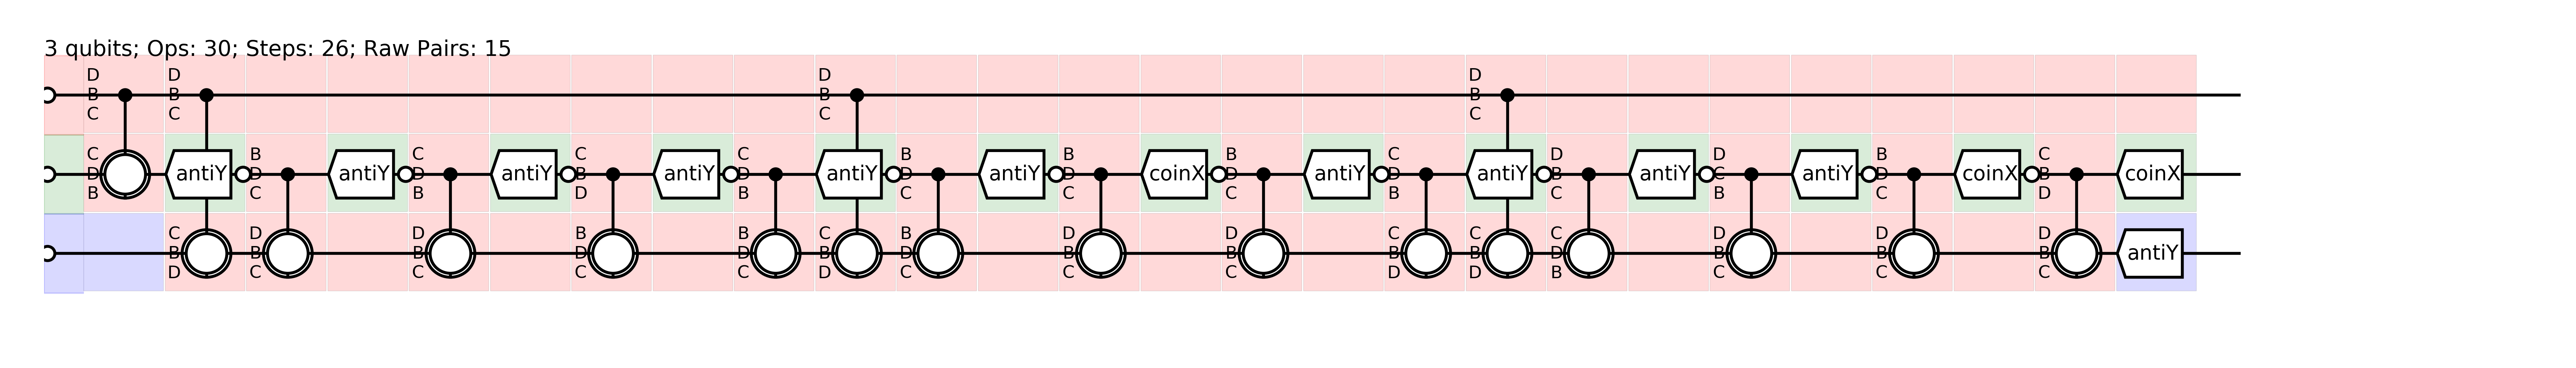 3 qubits; Ops: 30; Steps: 26; Raw Pairs: 15
D D D D
B B B B
C C C C
C B C C C B B B C D D B C
D antiY D antiY D antiY B antiY D antiY D antiY D coinX D antiY D antiY B antiY C antiY D coinX B coinX
B C B D B C C C B C B C D
C D D B B C B D D C C C D D D
B B B D D B D B B B B D B B B antiY
D C C C C D C C C D D B C C C